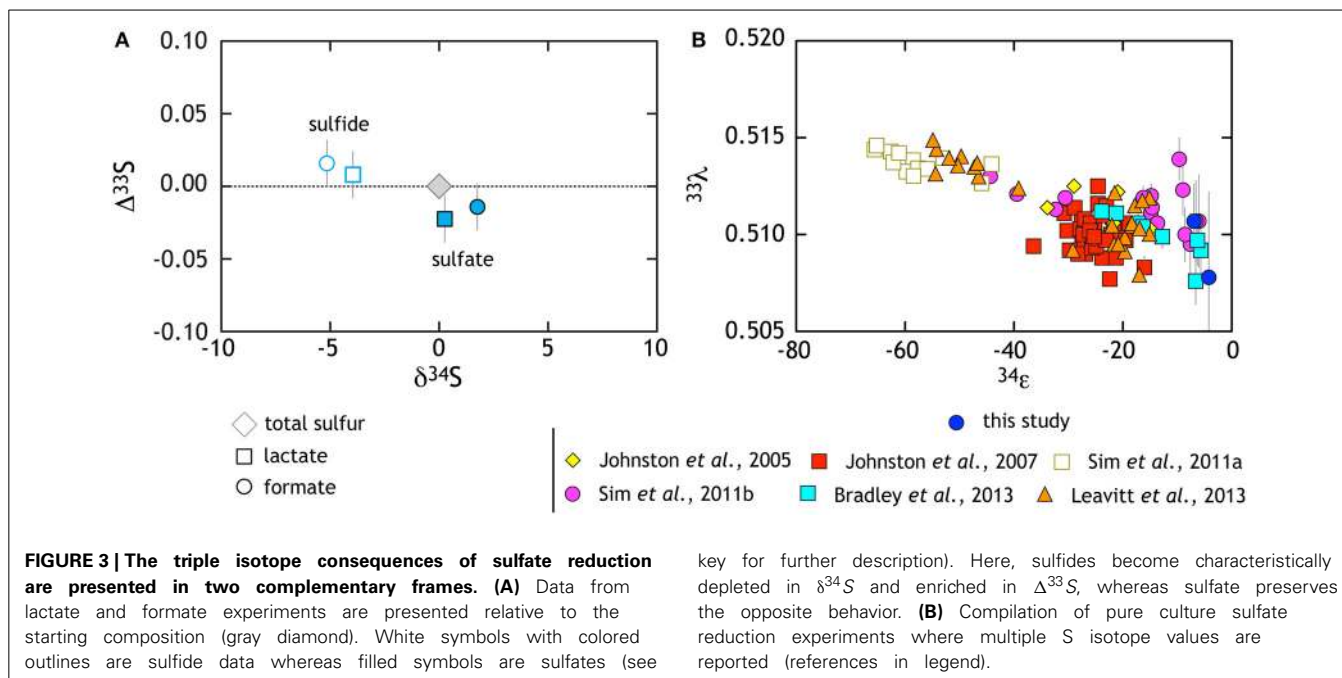 A
0.10
0.05
0.00
-0.05
-0.10
Δ³³S
sulfide
sulfate
-10
-5
0
5
10
δ³⁴S
B
0.520
0.515
0.510
0.505
³³λ
-80
-60
-40
-20
0
³⁴ε
total sulfur
lactate
formate
this study
Johnston et al., 2005
Johnston et al., 2007
Sim et al., 2011a
Sim et al., 2011b
Bradley et al., 2013
Leavitt et al., 2013
FIGURE 3 | The triple isotope consequences of sulfate reduction
are presented in two complementary frames. (A) Data from
lactate and formate experiments are presented relative to the
starting composition (gray diamond). White symbols with colored
outlines are sulfide data whereas filled symbols are sulfates (see
key for further description). Here, sulfides become characteristically
depleted in δ³⁴S and enriched in Δ³³S, whereas sulfate preserves
the opposite behavior. (B) Compilation of pure culture sulfate
reduction experiments where multiple S isotope values are
reported (references in legend).